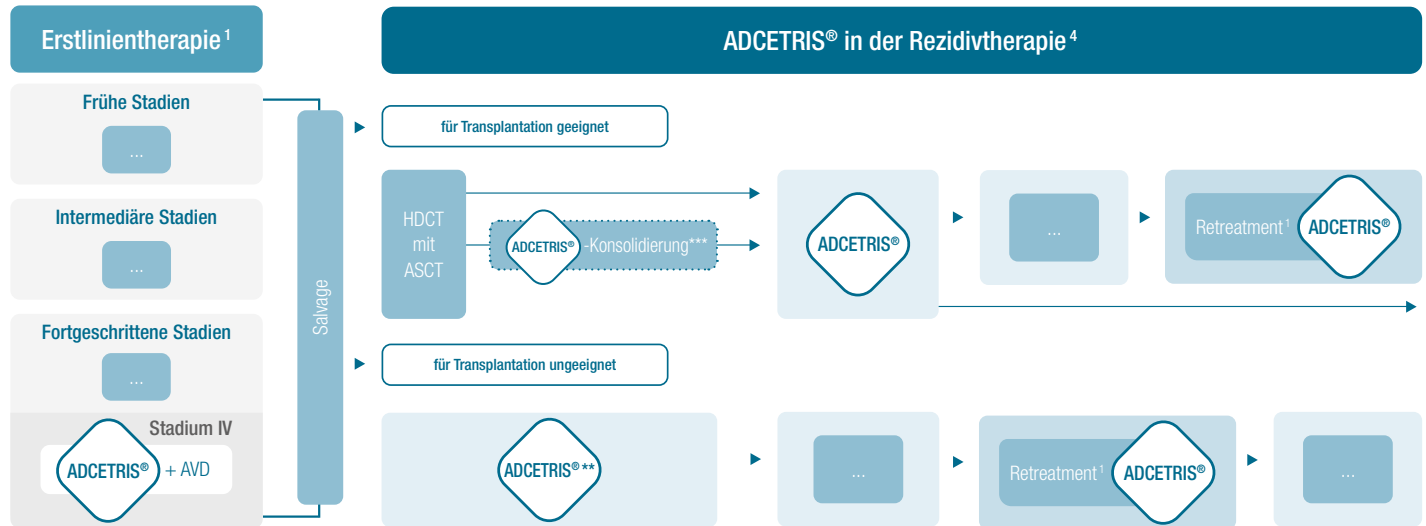 Erstlinientherapie 1
ADCETRIS® in der Rezidivtherapie 4
Frühe Stadien
...
Intermediäre Stadien
...
Fortgeschrittene Stadien
...
Stadium IV
ADCETRIS® + AVD
Salvage
für Transplantation geeignet
HDCT
mit
ASCT
ADCETRIS® -Konsolidierung***
ADCETRIS®
...
Retreatment 1 ADCETRIS®
für Transplantation ungeeignet
ADCETRIS® **
...
Retreatment 1 ADCETRIS®
...